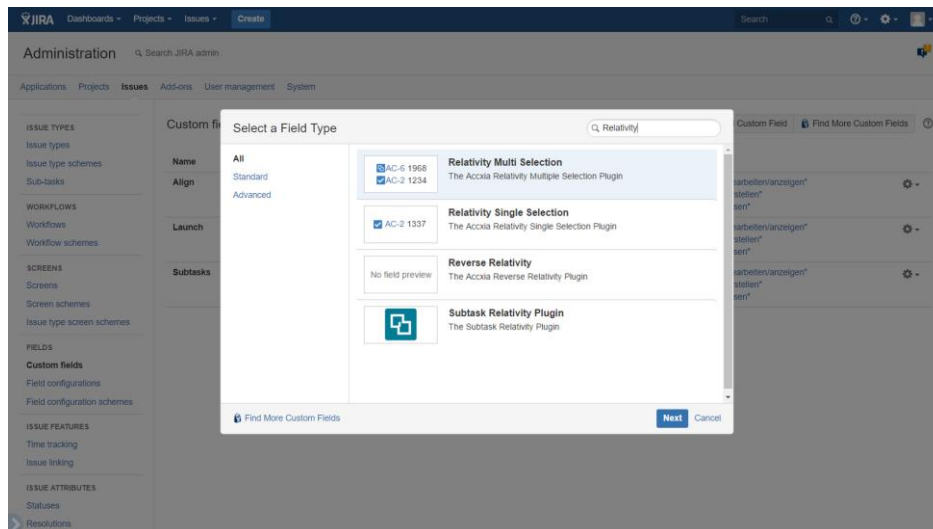 JIRA Dashboards Projects Issues Create Search
Administration Search JIRA admin
Applications Projects Issues Add-ons User management System
ISSUE TYPES
Issue types
Issue type schemes
Sub-tasks
WORKFLOWS
Workflows
Workflow schemes
SCREENS
Screens
Screen schemes
Issue type screen schemes
FIELDS
Custom fields
Field configurations
Field configuration schemes
ISSUE FEATURES
Time tracking
Issue linking
ISSUE ATTRIBUTES
Statuses
Resolutions
Custom fi
Custom Field Find More Custom Fields
Name
Align
Launch
Subtasks
arbeiten/anzeigen"
stellen"
sen"
arbeiten/anzeigen"
stellen"
sen"
arbeiten/anzeigen"
stellen"
sen"
Select a Field Type
Relativity
All
Standard
Advanced
AC-6 1968
AC-2 1234
Relativity Multi Selection
The Accxia Relativity Multiple Selection Plugin
AC-2 1337
Relativity Single Selection
The Accxia Relativity Single Selection Plugin
No field preview
Reverse Relativity
The Accxia Reverse Relativity Plugin
Subtask Relativity Plugin
The Subtask Relativity Plugin
Find More Custom Fields
Next Cancel